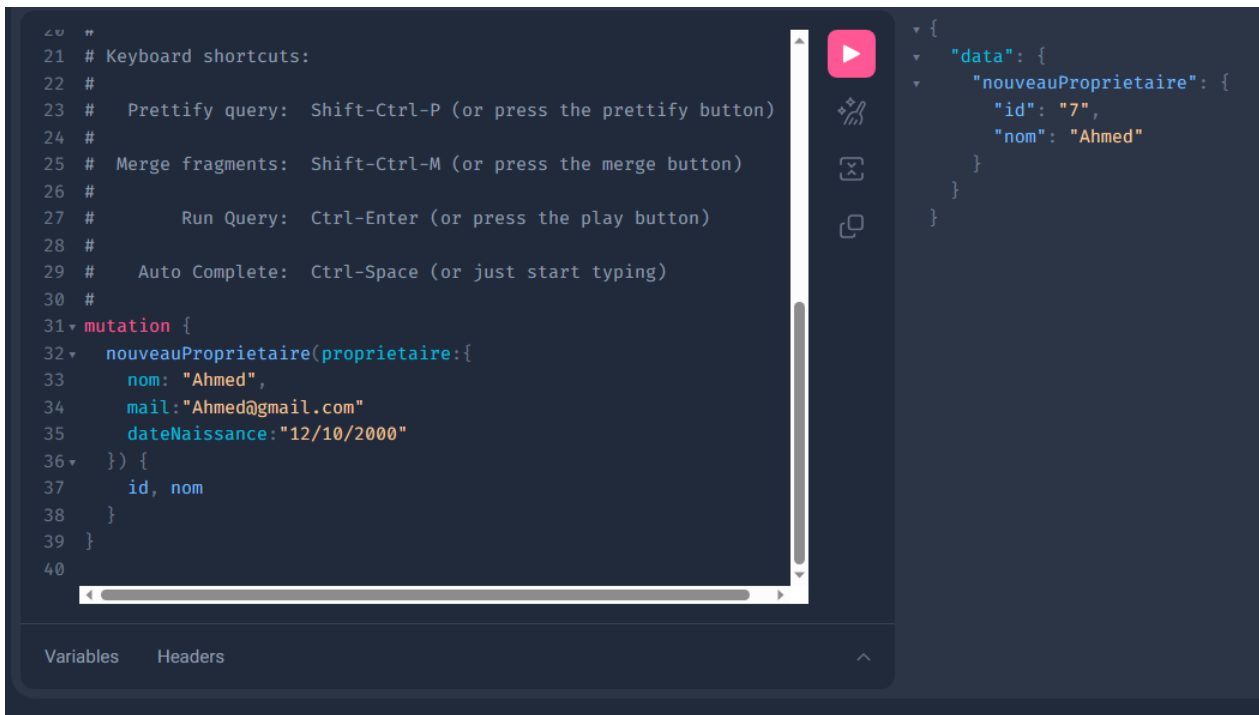 20 #
21 # Keyboard shortcuts:
22 #
23 #   Prettify query:  Shift-Ctrl-P (or press the prettify button)
24 #
25 #  Merge fragments:  Shift-Ctrl-M (or press the merge button)
26 #
27 #        Run Query:  Ctrl-Enter (or press the play button)
28 #
29 #    Auto Complete:  Ctrl-Space (or just start typing)
30 #
31 mutation {
32   nouveauProprietaire(proprietaire:{
33     nom: "Ahmed",
34     mail:"Ahmed@gmail.com"
35     dateNaissance:"12/10/2000"
36   }) {
37     id, nom
38   }
39 }
40
Variables Headers
{
  "data": {
    "nouveauProprietaire": {
      "id": "7",
      "nom": "Ahmed"
    }
  }
}